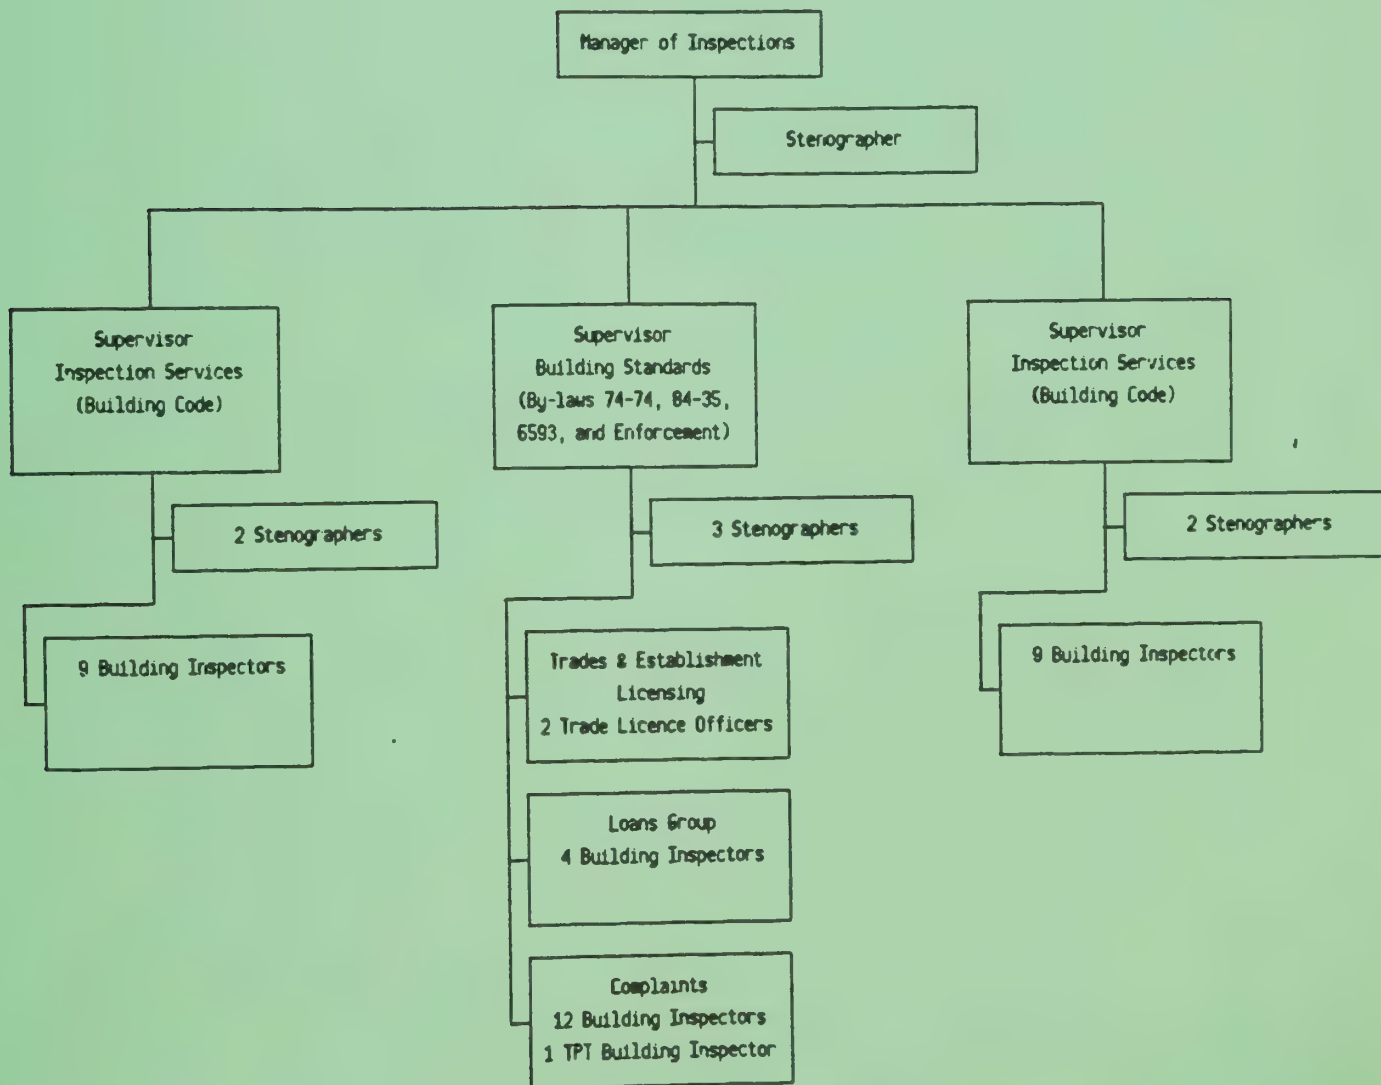 Manager of Inspections
Stenographer
Supervisor
Inspection Services
(Building Code)
2 Stenographers
9 Building Inspectors
Supervisor
Building Standards
(By-laws 74-74, 84-35,
6593, and Enforcement)
3 Stenographers
Trades & Establishment
Licensing
2 Trade Licence Officers
Loans Group
4 Building Inspectors
Complaints
12 Building Inspectors
1 TPT Building Inspector
Supervisor
Inspection Services
(Building Code)
2 Stenographers
9 Building Inspectors